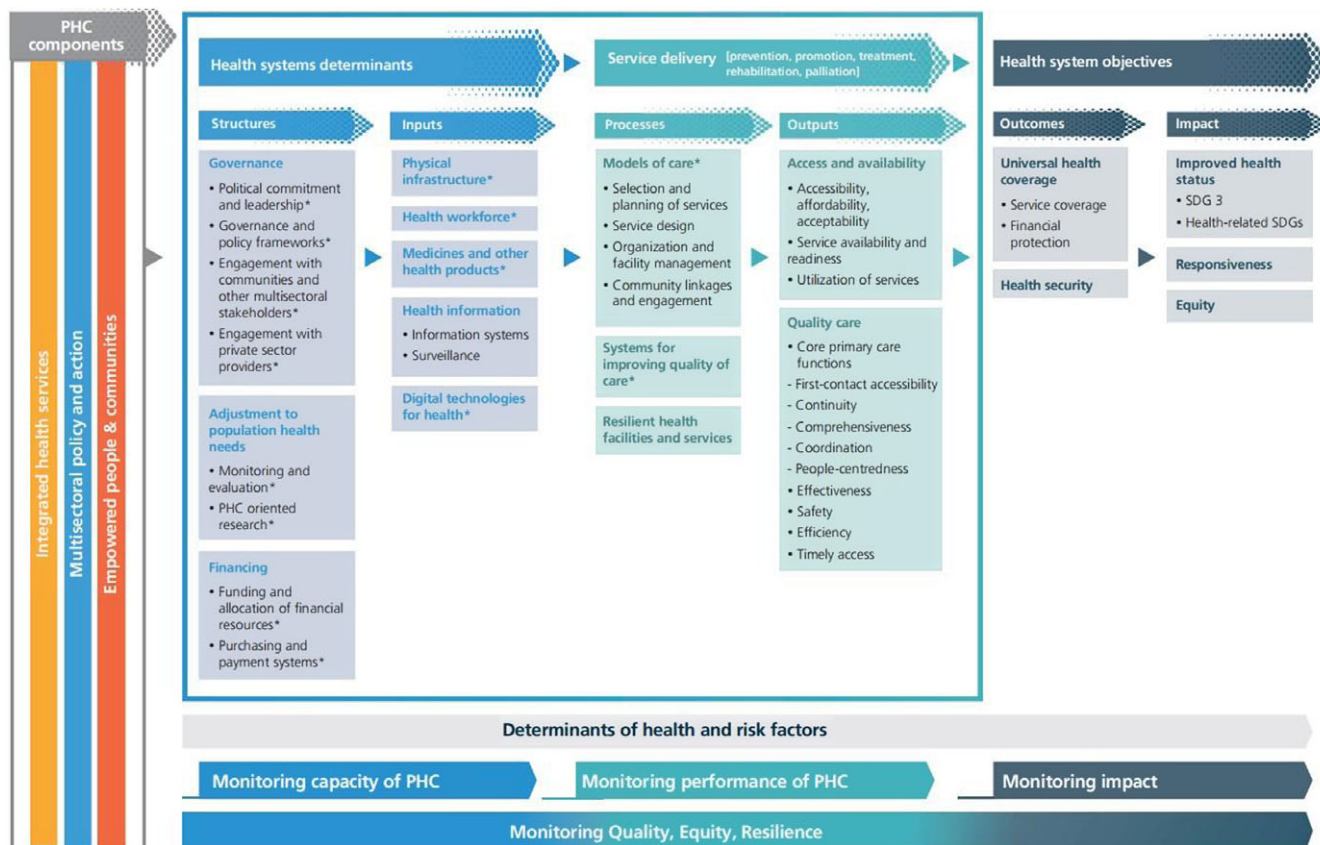 PHC
components
Integrated health services
Multisectoral policy and action
Empowered people & communities
Health systems determinants
Service delivery [prevention, promotion, treatment,
rehabilitation, palliation]
Health system objectives
Structures
Inputs
Processes
Outputs
Outcomes
Impact
Governance
• Political commitment
and leadership*
• Governance and
policy frameworks*
• Engagement with
communities and
other multisectoral
stakeholders*
• Engagement with
private sector
providers*
Adjustment to
population health
needs
• Monitoring and
evaluation*
• PHC oriented
research*
Financing
• Funding and
allocation of financial
resources*
• Purchasing and
payment systems*
Physical
infrastructure*
Health workforce*
Medicines and other
health products*
Health information
• Information systems
• Surveillance
Digital technologies
for health*
Models of care*
• Selection and
planning of services
• Service design
• Organization and
facility management
• Community linkages
and engagement
Systems for
improving quality of
care*
Resilient health
facilities and services
Access and availability
• Accessibility,
affordability,
acceptability
• Service availability and
readiness
• Utilization of services
Quality care
• Core primary care
functions
- First-contact accessibility
- Continuity
- Comprehensiveness
- Coordination
- People-centredness
• Effectiveness
• Safety
• Efficiency
• Timely access
Universal health
coverage
• Service coverage
• Financial
protection
Health security
Improved health
status
• SDG 3
• Health-related SDGs
Responsiveness
Equity
Determinants of health and risk factors
Monitoring capacity of PHC
Monitoring performance of PHC
Monitoring impact
Monitoring Quality, Equity, Resilience